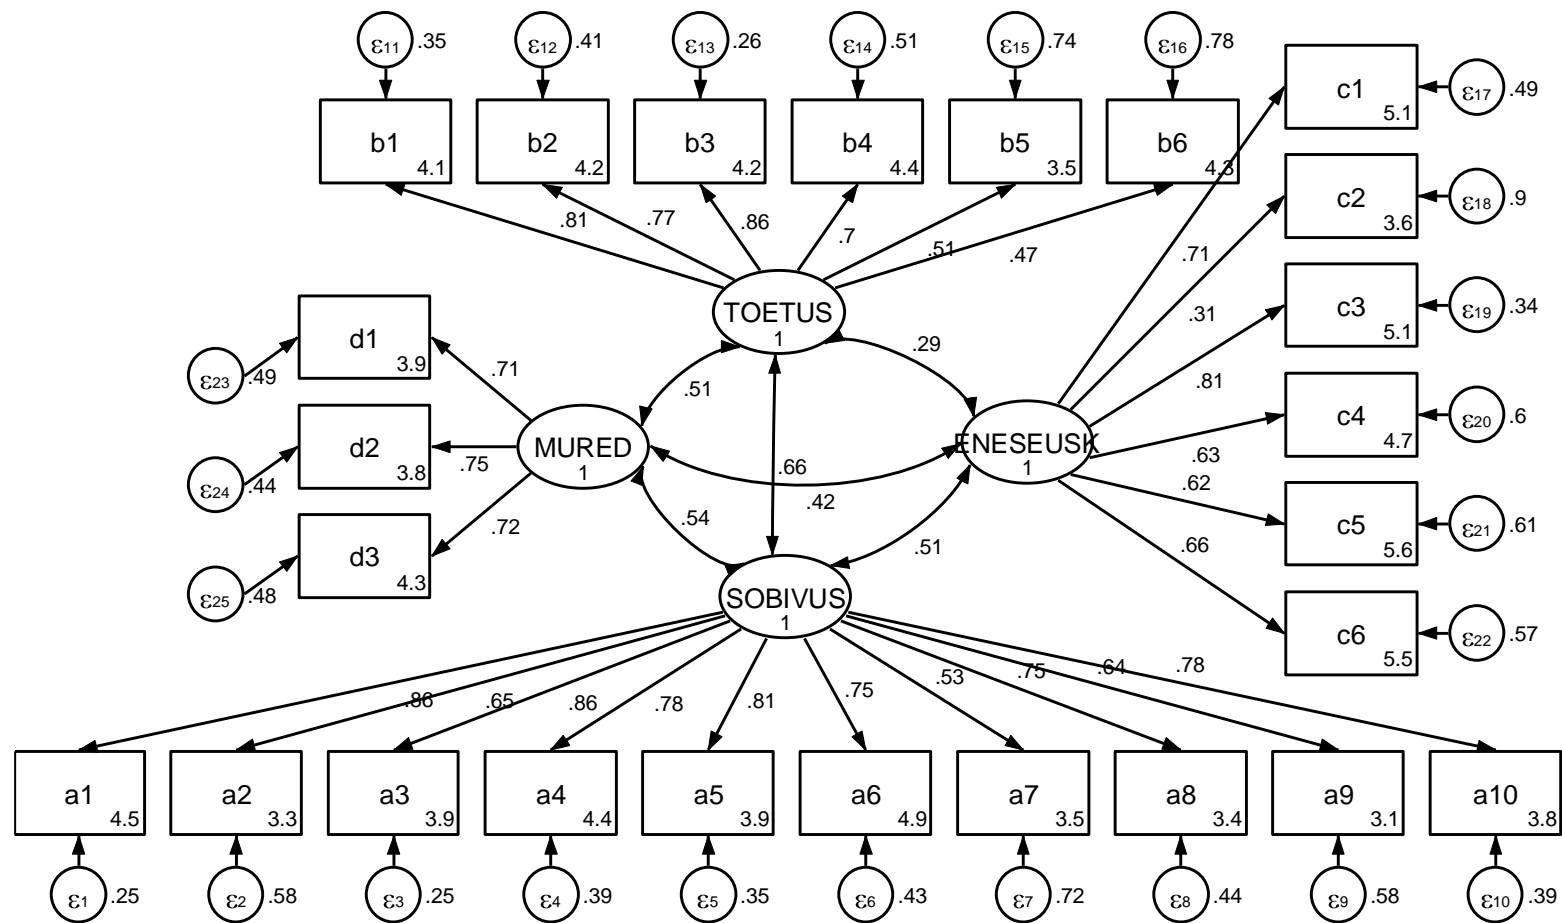 ε11 .35 ε12 .41 ε13 .26 ε14 .51 ε15 .74 ε16 .78
c1 5.1 ε17 .49
b1 4.1 b2 4.2 b3 4.2 b4 4.4 b5 3.5 b6 4.3
c2 3.6 ε18 .9
.81 .77 .86 .7 .51 .47 .71
TOETUS 1
.31
c3 5.1 ε19 .34
d1 3.9 ε23 .49
.71 .51 .29 .81
c4 4.7 ε20 .6
d2 3.8 ε24 .44
.75
MURED 1
ENESEUSK 1
.66 .63
.42 .62
.54 .51
.72
c5 5.6 ε21 .61
d3 4.3 ε25 .48
.66
SOBIVUS 1
c6 5.5 ε22 .57
.86 .65 .86 .78 .81 .75 .53 .75 .64 .78
a1 4.5 a2 3.3 a3 3.9 a4 4.4 a5 3.9 a6 4.9 a7 3.5 a8 3.4 a9 3.1 a10 3.8
ε1 .25 ε2 .58 ε3 .25 ε4 .39 ε5 .35 ε6 .43 ε7 .72 ε8 .44 ε9 .58 ε10 .39